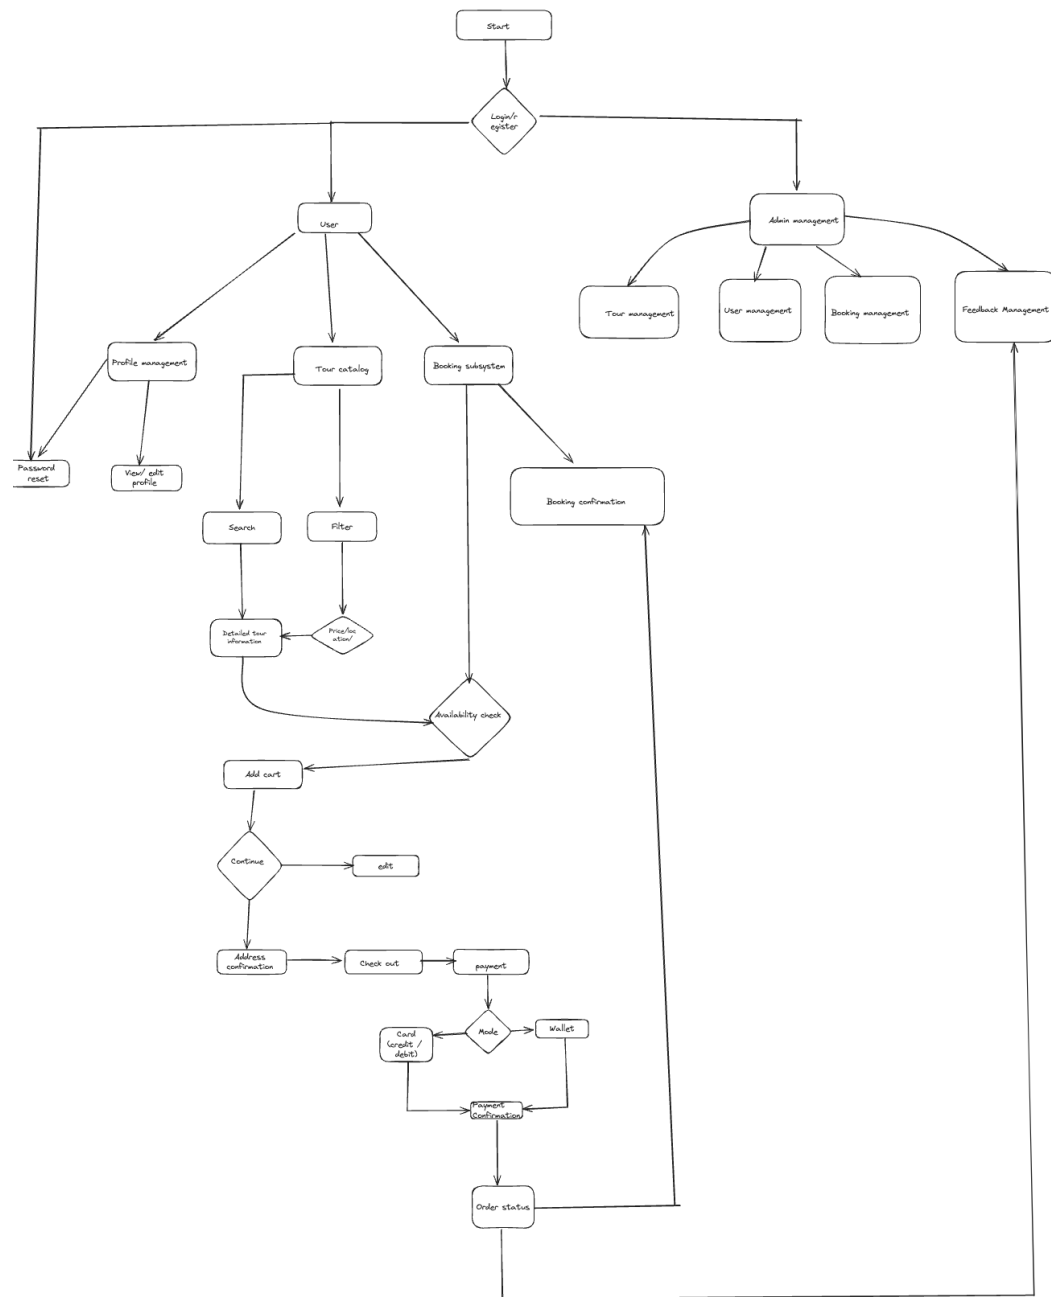 Start
Login/r
egister
User
Admin management
Tour management
User management
Booking management
Feedback Management
Profile management
Tour catalog
Booking subsystem
Password
reset
View/ edit
profile
Booking confirmation
Search
Filter
Detailed tour
information
Price/loc
ation/
Availability check
Add cart
Continue
edit
Address
confirmation
Check out
payment
Card
(credit /
debit)
Mode
Wallet
Payment
Confirmation
Order status